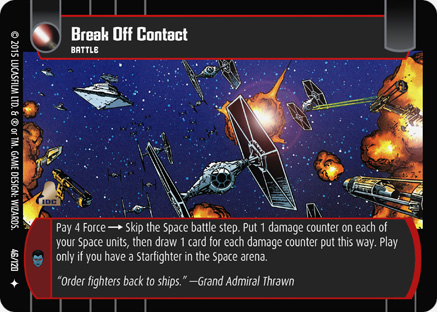 Break Off Contact
BATTLE
© 2015 LUCASFILM LTD. & ® or TM. GAME DESIGN: WIZARDS.
IDC
Pay 4 Force → Skip the Space battle step. Put 1 damage counter on each of
your Space units, then draw 1 card for each damage counter put this way. Play
only if you have a Starfighter in the Space arena.
"Order fighters back to ships." —Grand Admiral Thrawn
46/120